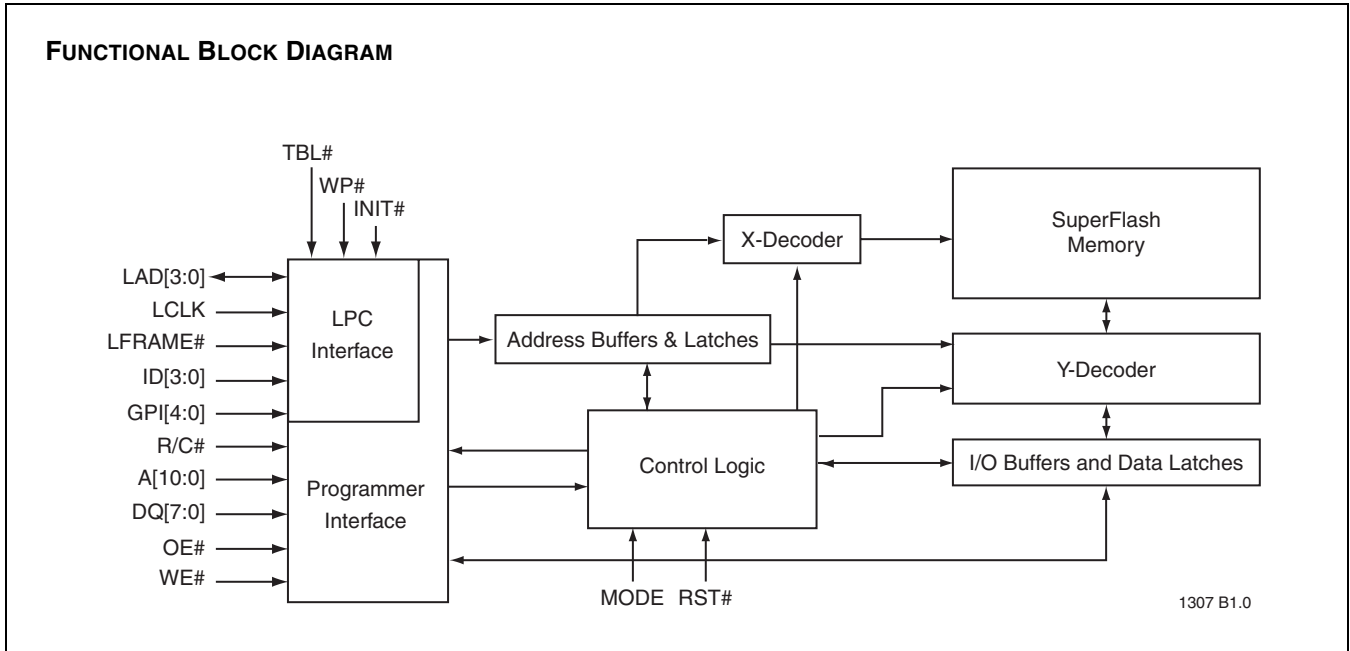 FUNCTIONAL BLOCK DIAGRAM
TBL#
WP#
INIT#
LAD[3:0]
LCLK
LFRAME#
ID[3:0]
GPI[4:0]
R/C#
A[10:0]
DQ[7:0]
OE#
WE#
LPC
Interface
Programmer
Interface
Address Buffers & Latches
X-Decoder
Control Logic
MODE
RST#
SuperFlash
Memory
Y-Decoder
I/O Buffers and Data Latches
1307 B1.0